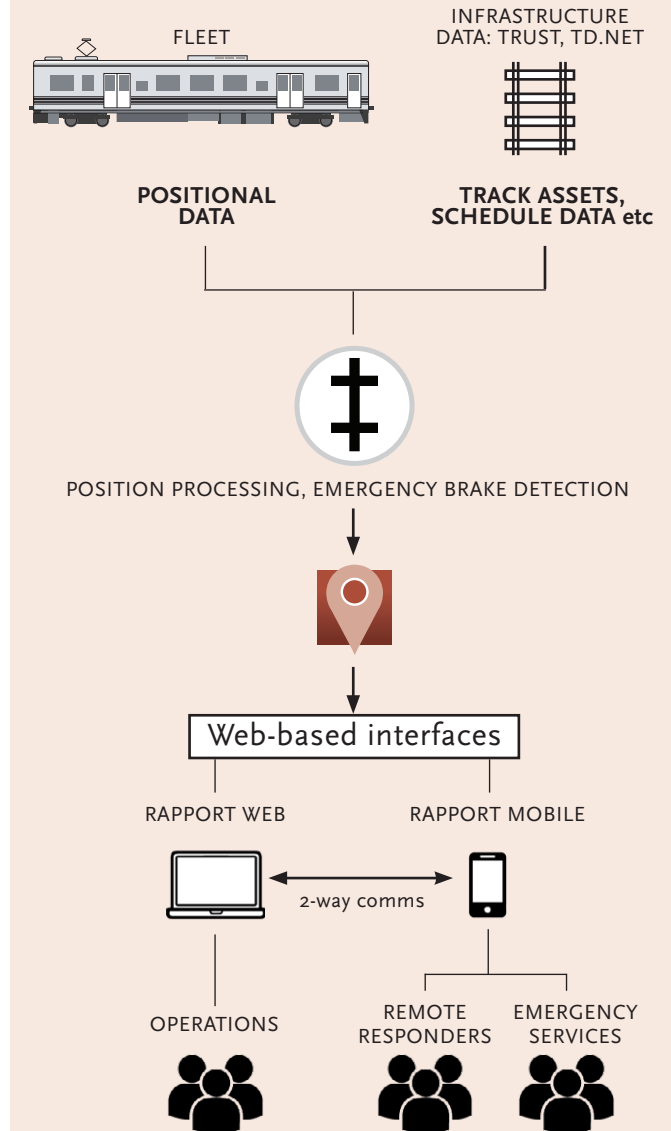 FLEET
INFRASTRUCTURE
DATA: TRUST, TD.NET
POSITIONAL
DATA
TRACK ASSETS,
SCHEDULE DATA etc
POSITION PROCESSING, EMERGENCY BRAKE DETECTION
Web-based interfaces
RAPPORT WEB
RAPPORT MOBILE
2-way comms
OPERATIONS
REMOTE
RESPONDERS
EMERGENCY
SERVICES